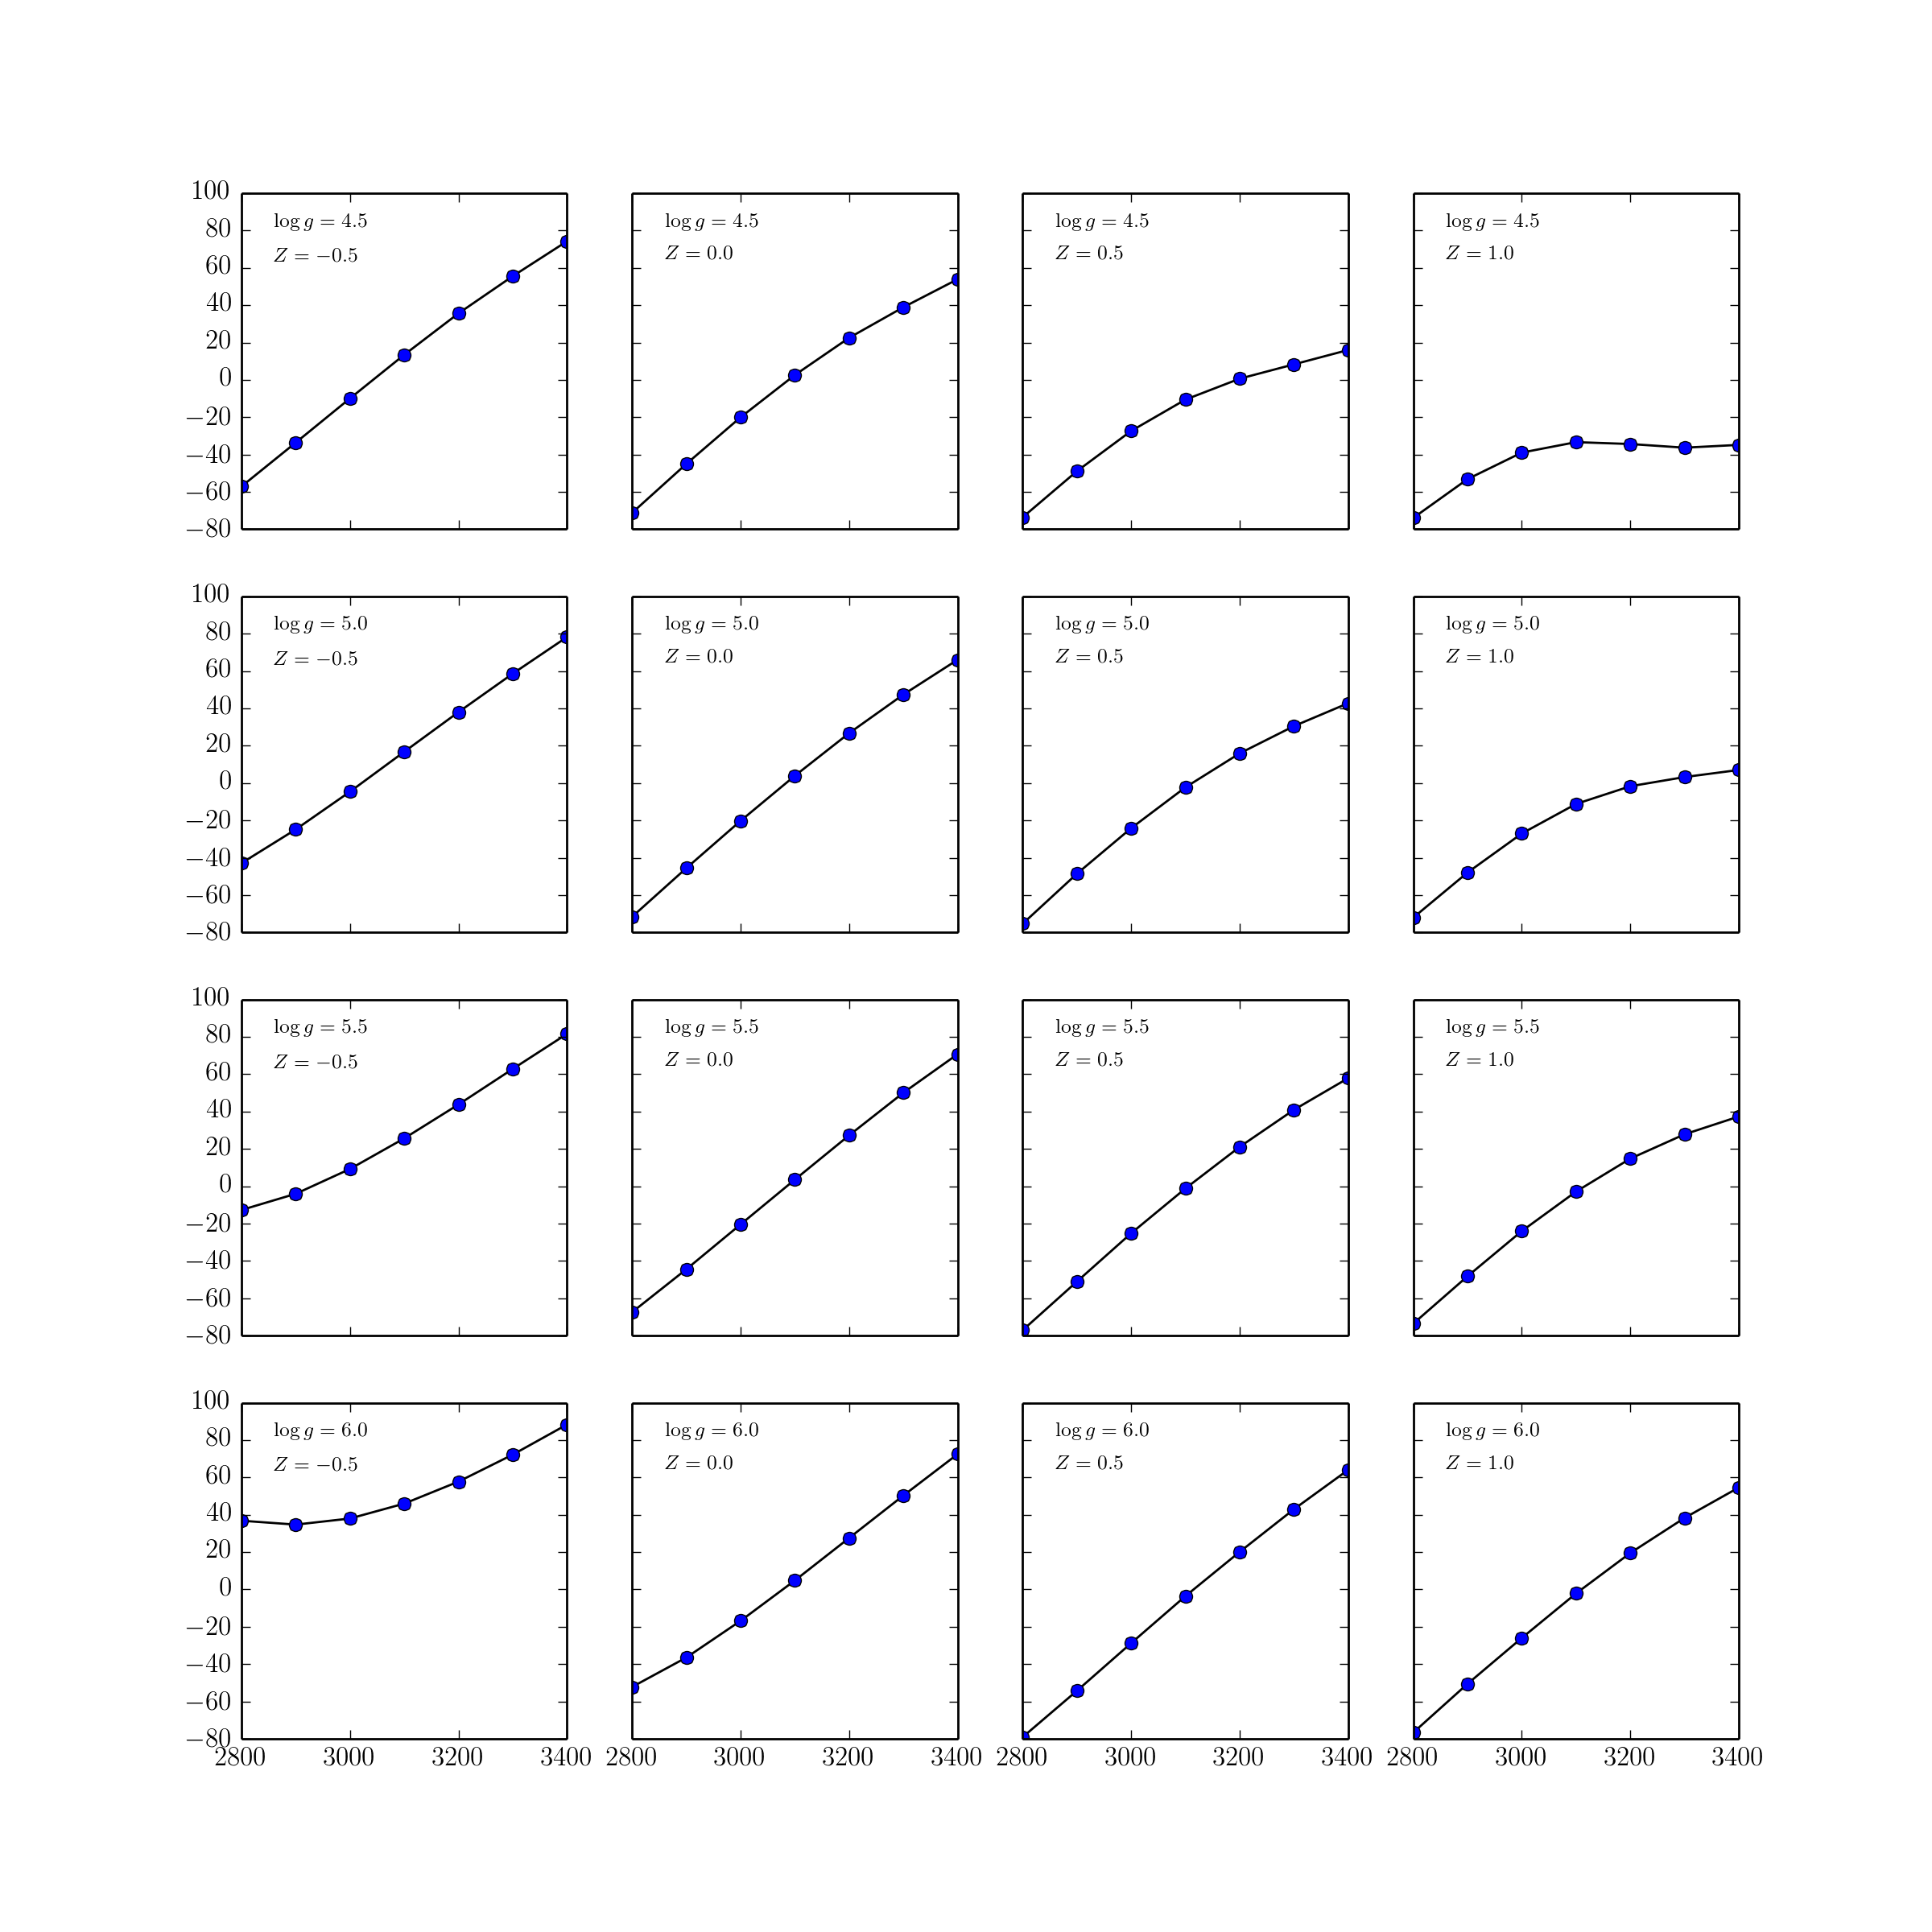 100
80
60
40
20
0
−20
−40
−60
−80
log g = 4.5
Z = −0.5
log g = 4.5
Z = 0.0
log g = 4.5
Z = 0.5
log g = 4.5
Z = 1.0
100
80
60
40
20
0
−20
−40
−60
−80
log g = 5.0
Z = −0.5
log g = 5.0
Z = 0.0
log g = 5.0
Z = 0.5
log g = 5.0
Z = 1.0
100
80
60
40
20
0
−20
−40
−60
−80
log g = 5.5
Z = −0.5
log g = 5.5
Z = 0.0
log g = 5.5
Z = 0.5
log g = 5.5
Z = 1.0
100
80
60
40
20
0
−20
−40
−60
−80
log g = 6.0
Z = −0.5
log g = 6.0
Z = 0.0
log g = 6.0
Z = 0.5
log g = 6.0
Z = 1.0
2800 3000 3200 3400
2800 3000 3200 3400
2800 3000 3200 3400
2800 3000 3200 3400